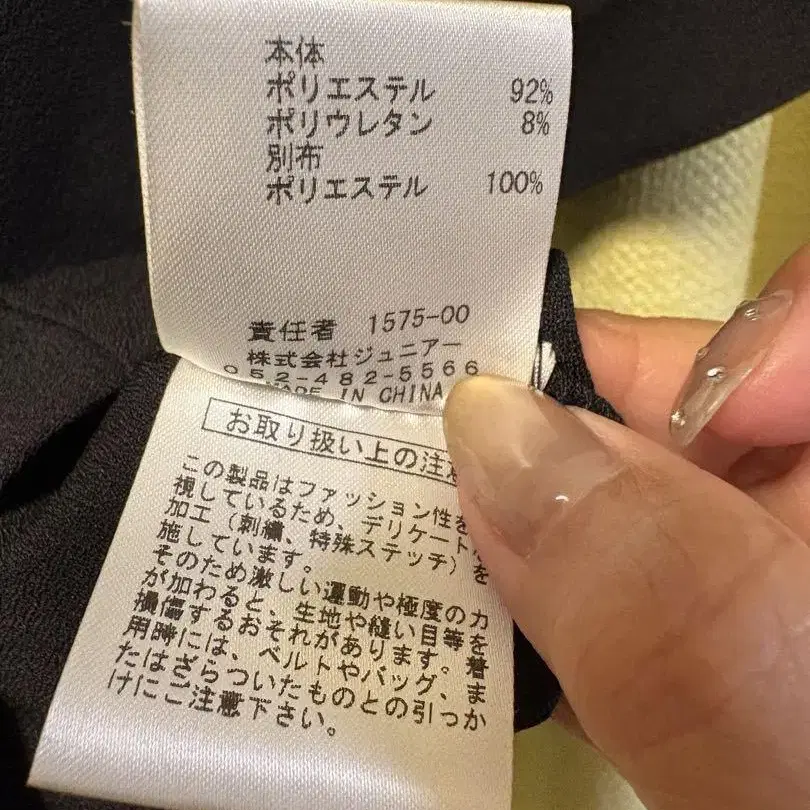 本体
ポリエステル 92%
ポリウレタン 8%
別布
ポリエステル 100%
責任者 1575-00
株式会社ジュニアー
052-482-5566
MADE IN CHINA
お取り扱い上の注意
この製品はファッション性を
視しているため、デリケート
加工（刺繍、特殊ステッチ）を
施しています。
そのため激しい運動や極度の力
が加わると、生地や縫い目等を
損傷するおそれがあります。着
用時には、ベルトやバッグ、ま
たはざらついたものとの引っか
けにご注意下さい。